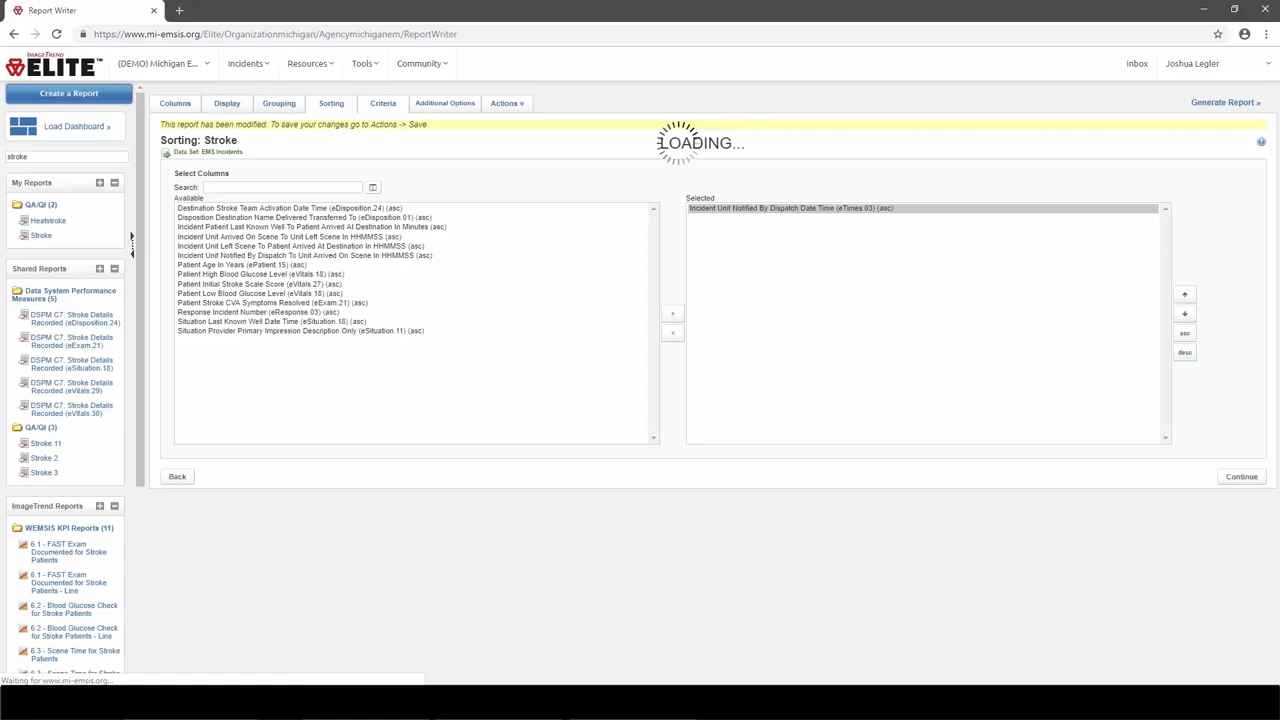 Report Writer
https://www.mi-emsis.org/Elite/Organizationmichigan/Agencymichiganem/ReportWriter
IMAGETREND
ELITE™
(DEMO) Michigan E...
Incidents
Resources
Tools
Community
Inbox
Joshua Legler
Create a Report
Load Dashboard »
stroke
My Reports
QA/QI (2)
Heatstroke
Stroke
Shared Reports
Data System Performance
Measures (5)
DSPM C7. Stroke Details
Recorded (eDisposition.24)
DSPM C7. Stroke Details
Recorded (eExam.21)
DSPM C7. Stroke Details
Recorded (eSituation.18)
DSPM C7. Stroke Details
Recorded (eVitals.29)
DSPM C7. Stroke Details
Recorded (eVitals.30)
QA/QI (3)
Stroke 11
Stroke 2
Stroke 3
ImageTrend Reports
WEMSIS KPI Reports (11)
6.1 - FAST Exam
Documented for Stroke
Patients
6.1 - FAST Exam
Documented for Stroke
Patients - Line
6.2 - Blood Glucose Check
for Stroke Patients
6.2 - Blood Glucose Check
for Stroke Patients - Line
6.3 - Scene Time for Stroke
Patients
Waiting for www.mi-emsis.org...
Columns
Display
Grouping
Sorting
Criteria
Additional Options
Actions
Generate Report »
This report has been modified. To save your changes go to Actions -> Save
Sorting: Stroke
Data Set: EMS Incidents
LOADING...
Select Columns
Search:
Available
Destination Stroke Team Activation Date Time (eDisposition.24) (asc)
Disposition Destination Name Delivered Transferred To (eDisposition.01) (asc)
Incident Patient Last Known Well To Patient Arrived At Destination In Minutes (asc)
Incident Unit Arrived On Scene To Unit Left Scene In HHMMSS (asc)
Incident Unit Left Scene To Patient Arrived At Destination In HHMMSS (asc)
Incident Unit Notified By Dispatch To Unit Arrived On Scene In HHMMSS (asc)
Patient Age In Years (ePatient.15) (asc)
Patient High Blood Glucose Level (eVitals.18) (asc)
Patient Initial Stroke Scale Score (eVitals.27) (asc)
Patient Low Blood Glucose Level (eVitals.18) (asc)
Patient Stroke CVA Symptoms Resolved (eExam.21) (asc)
Response Incident Number (eResponse.03) (asc)
Situation Last Known Well Date Time (eSituation.18) (asc)
Situation Provider Primary Impression Description Only (eSituation.11) (asc)
>
<
Selected
Incident Unit Notified By Dispatch Date Time (eTimes.03) (asc)
asc
desc
Back
Continue